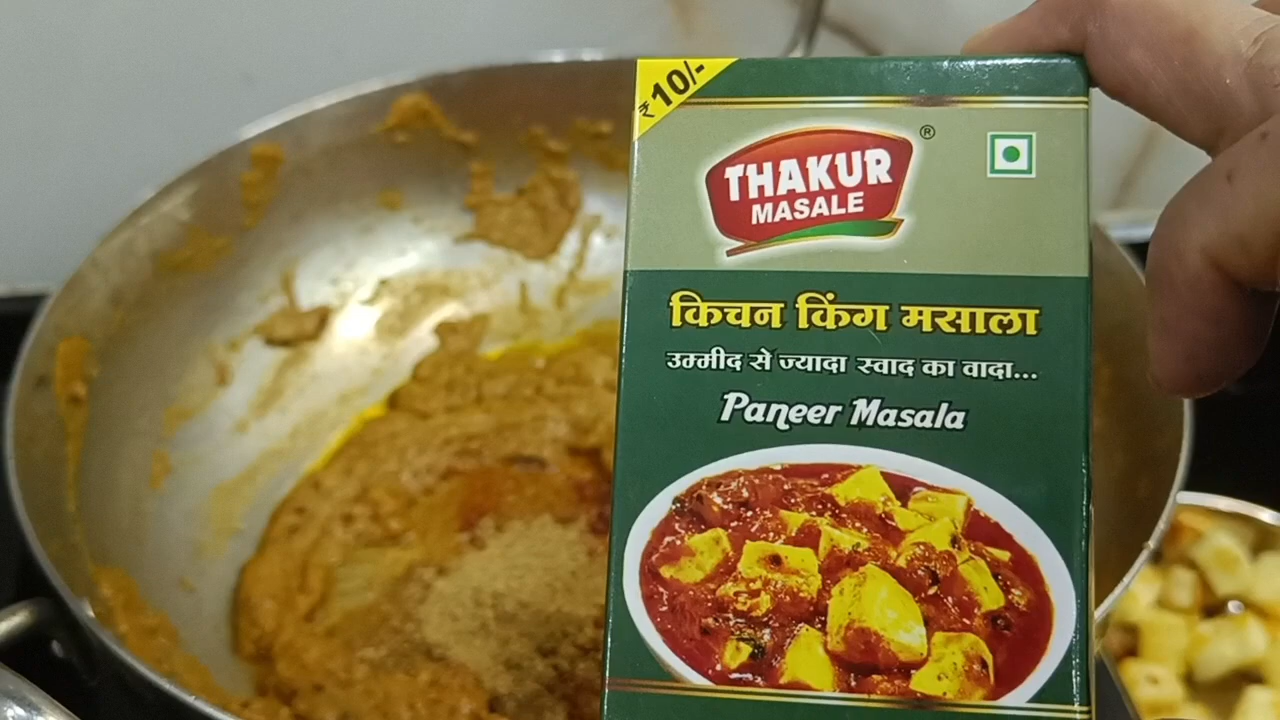 ₹10/-
THAKUR ®
MASALE
किचन किंग मसाला
उम्मीद से ज्यादा स्वाद का वादा...
Paneer Masala